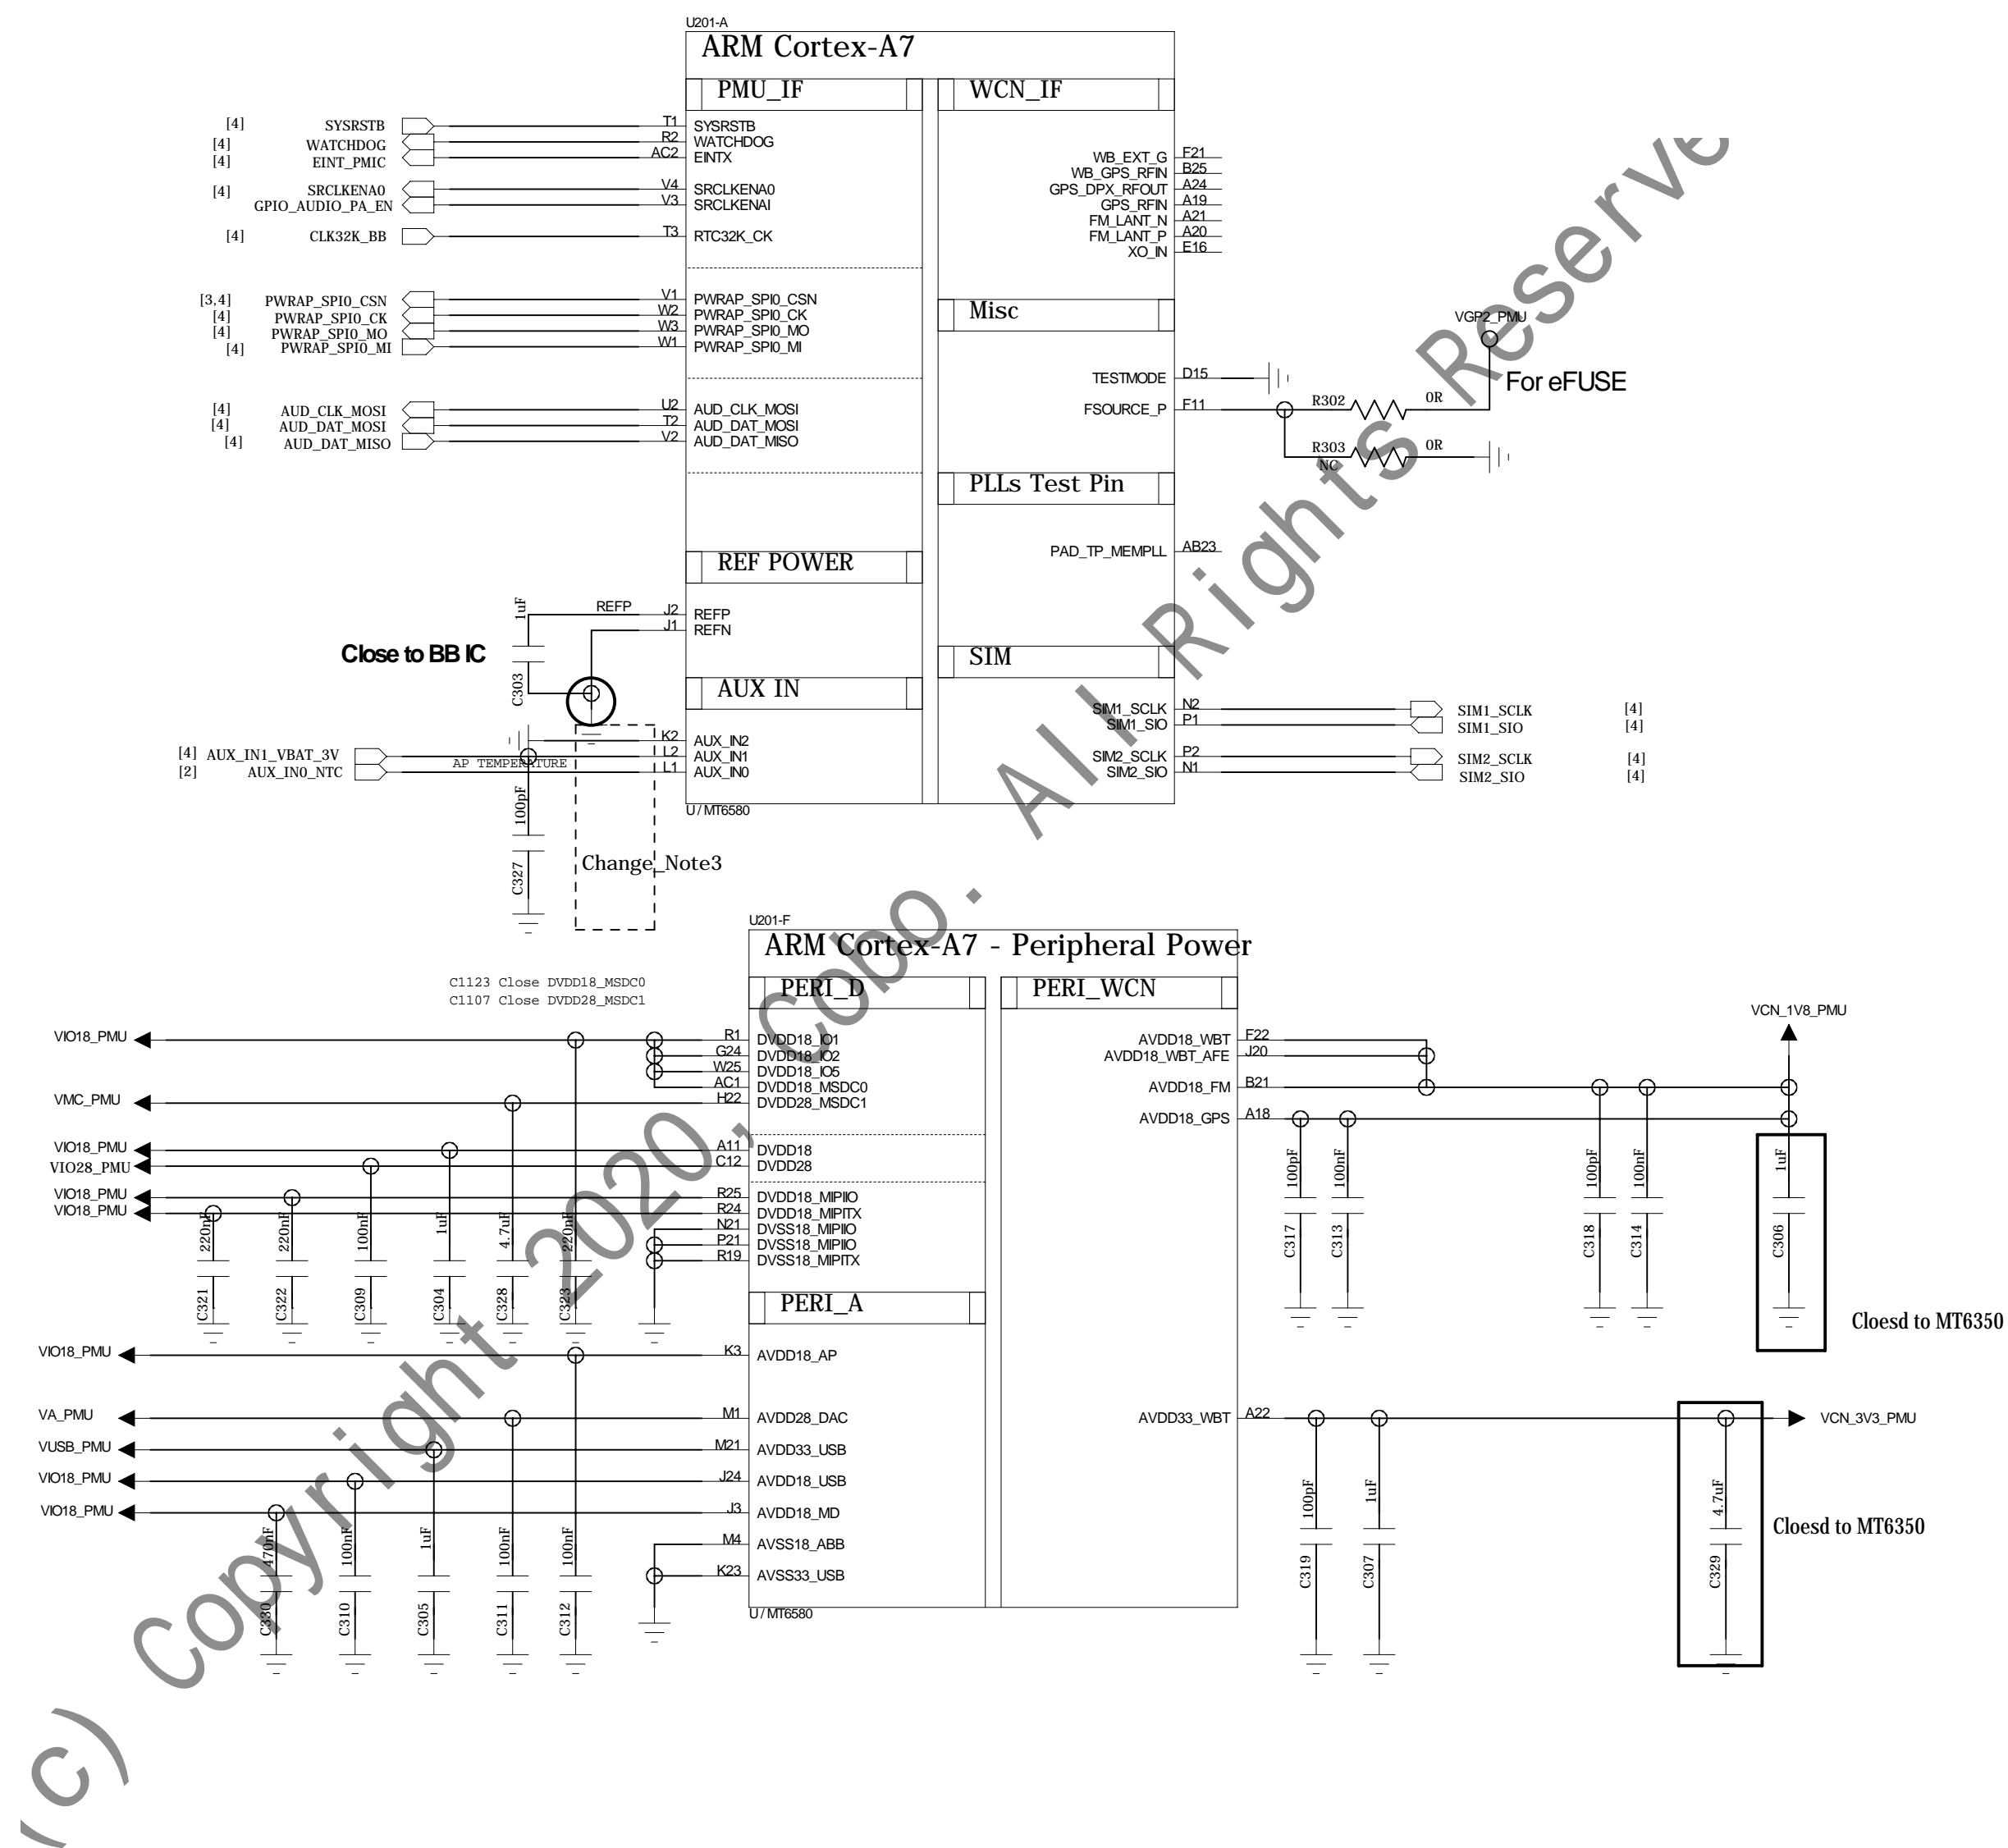 U201-A
ARM Cortex-A7
PMU_IF
WCN_IF
[4] SYSRSTB T1 SYSRSTB
[4] WATCHDOG R2 WATCHDOG
[4] EINT_PMIC AC2 EINTX
[4] SRCLKENA0 V4 SRCLKENA0
GPIO_AUDIO_PA_EN V3 SRCLKENAI
[4] CLK32K_BB T3 RTC32K_CK
[3,4] PWRAP_SPI0_CSN V1 PWRAP_SPI0_CSN
[4] PWRAP_SPI0_CK W2 PWRAP_SPI0_CK
[4] PWRAP_SPI0_MO W3 PWRAP_SPI0_MO
[4] PWRAP_SPI0_MI W1 PWRAP_SPI0_MI
[4] AUD_CLK_MOSI U2 AUD_CLK_MOSI
[4] AUD_DAT_MOSI T2 AUD_DAT_MOSI
[4] AUD_DAT_MISO V2 AUD_DAT_MISO
WB_EXT_G F21
WB_GPS_RFIN B25
GPS_DPX_RFOUT A24
GPS_RFIN A19
FM_LANT_N A21
FM_LANT_P A20
XO_IN E16
Misc
VGP2_PMU
TESTMODE D15
For eFUSE
FSOURCE_P F11
R302 0R
R303 0R
NC
PLLs Test Pin
PAD_TP_MEMPLL AB23
REF POWER
1uF
REFP J2 REFP
J1 REFN
Close to BB IC
C303
SIM
AUX IN
SIM1_SCLK N2 SIM1_SCLK [4]
SIM1_SIO P1 SIM1_SIO [4]
SIM2_SCLK P2 SIM2_SCLK [4]
SIM2_SIO N1 SIM2_SIO [4]
K2 AUX_IN2
[4] AUX_IN1_VBAT_3V L2 AUX_IN1
AP TEMPERATURE
[2] AUX_IN0_NTC L1 AUX_IN0
U/MT6580
100pF
C327
Change_Note3
U201-F
ARM Cortex-A7 - Peripheral Power
C1123 Close DVDD18_MSDC0
C1107 Close DVDD28_MSDC1
PERI_D
PERI_WCN
VIO18_PMU R1 DVDD18_IO1
G24 DVDD18_IO2
W25 DVDD18_IO5
AC1 DVDD18_MSDC0
VMC_PMU H22 DVDD28_MSDC1
VIO18_PMU A11 DVDD18
VIO28_PMU C12 DVDD28
VIO18_PMU R25 DVDD18_MIPIIO
VIO18_PMU R24 DVDD18_MIPITX
N21 DVSS18_MIPIIO
P21 DVSS18_MIPIIO
R19 DVSS18_MIPITX
220nF 220nF 100nF 1uF 4.7uF 220nF
C321 C322 C309 C304 C328 C323
PERI_A
VIO18_PMU K3 AVDD18_AP
VA_PMU M1 AVDD28_DAC
VUSB_PMU M21 AVDD33_USB
VIO18_PMU J24 AVDD18_USB
VIO18_PMU J3 AVDD18_MD
M4 AVSS18_ABB
K23 AVSS33_USB
470nF 100nF 1uF 100nF 100nF
C330 C310 C305 C311 C312
U/MT6580
VCN_1V8_PMU
AVDD18_WBT F22
AVDD18_WBT_AFE J20
AVDD18_FM B21
AVDD18_GPS A18
100pF 100nF 100pF 100nF 1uF
C317 C313 C318 C314 C306
Cloesd to MT6350
AVDD33_WBT A22 VCN_3V3_PMU
100pF 1uF 4.7uF
C319 C307 C329
Cloesd to MT6350
(c) Copyright 2020, Cobo. All Rights Reserve